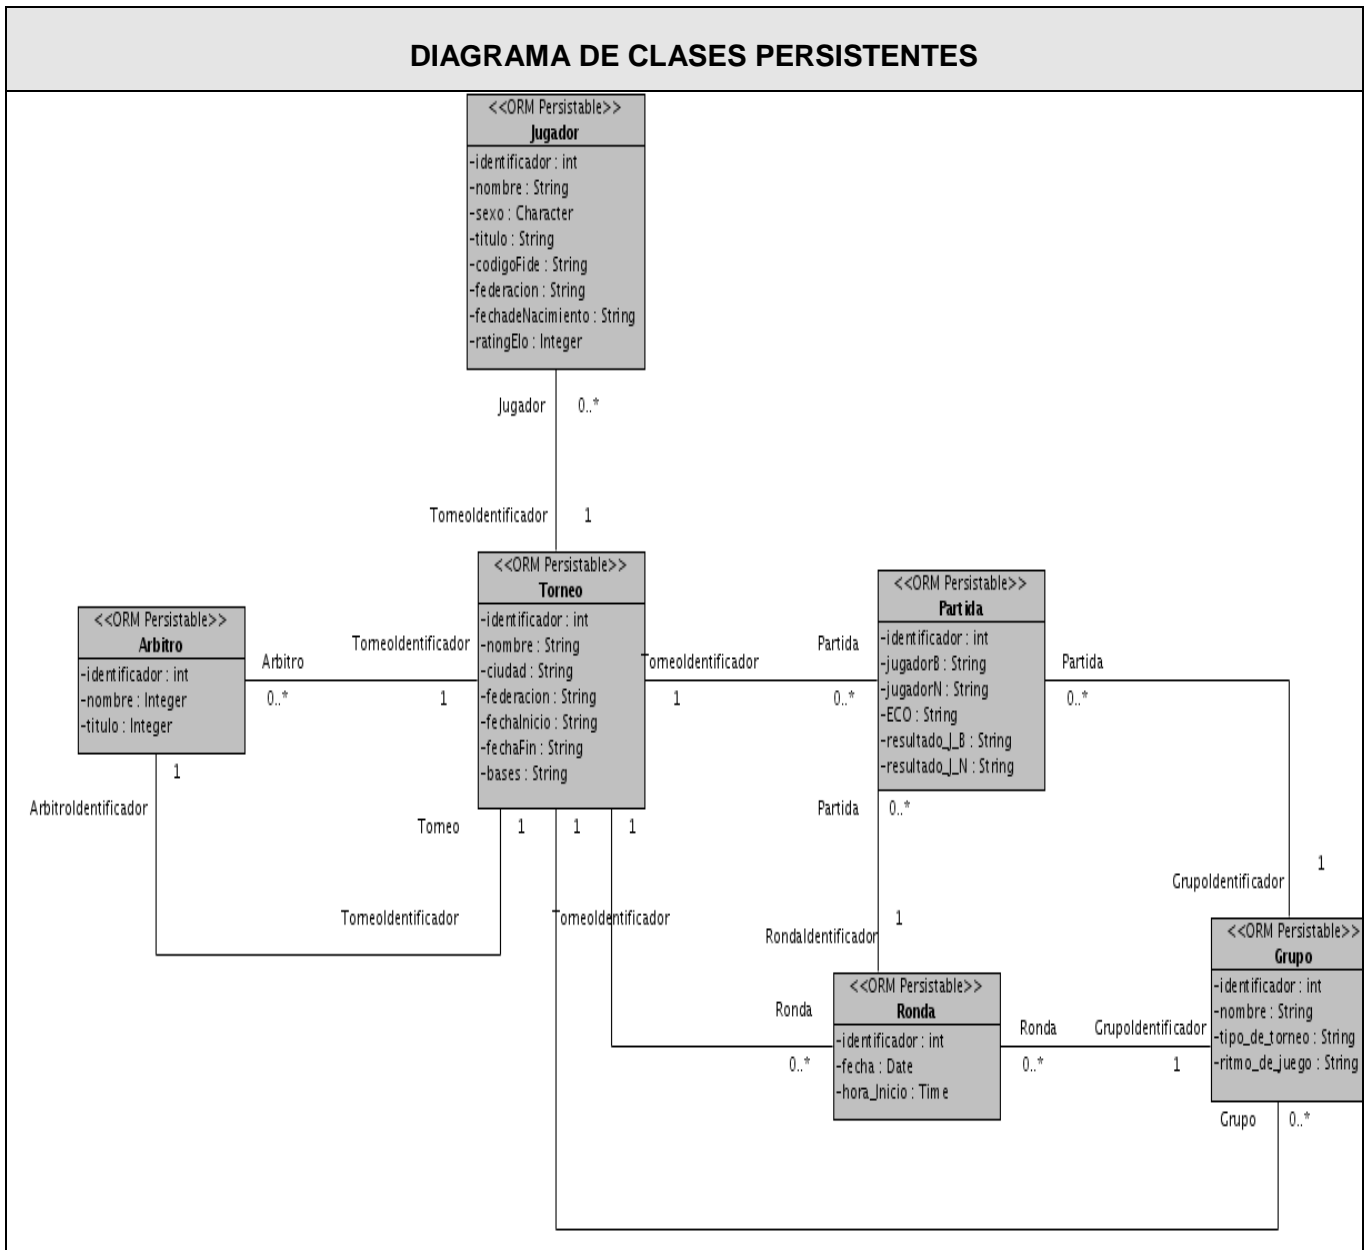 DIAGRAMA DE CLASES PERSISTENTES
<<ORM Persistable>>
Jugador
-identificador : int
-nombre : String
-sexo : Character
-titulo : String
-codigoFide : String
-federacion : String
-fechadeNacimiento : String
-ratingElo : Integer
Jugador 0..*
TorneoIdentificador 1
<<ORM Persistable>>
Torneo
-identificador : int
-nombre : String
-ciudad : String
-federacion : String
-fechaInicio : String
-fechaFin : String
-bases : String
<<ORM Persistable>>
Arbitro
-identificador : int
-nombre : Integer
-titulo : Integer
Arbitro
0..*
TorneoIdentificador
1
TorneoIdentificador
1
Partida
0..*
<<ORM Persistable>>
Partida
-identificador : int
-jugadorB : String
-jugadorN : String
-ECO : String
-resultado_J_B : String
-resultado_J_N : String
Partida
0..*
1
ArbitroIdentificador
Torneo 1 1 1
TorneoIdentificador
TorneoIdentificador
Partida 0..*
1
RondaIdentificador
1
GrupoIdentificador
<<ORM Persistable>>
Ronda
-identificador : int
-fecha : Date
-hora_Inicio : Time
Ronda
0..*
Ronda
0..*
GrupoIdentificador
1
<<ORM Persistable>>
Grupo
-identificador : int
-nombre : String
-tipo_de_torneo : String
-ritmo_de_juego : String
Grupo 0..*